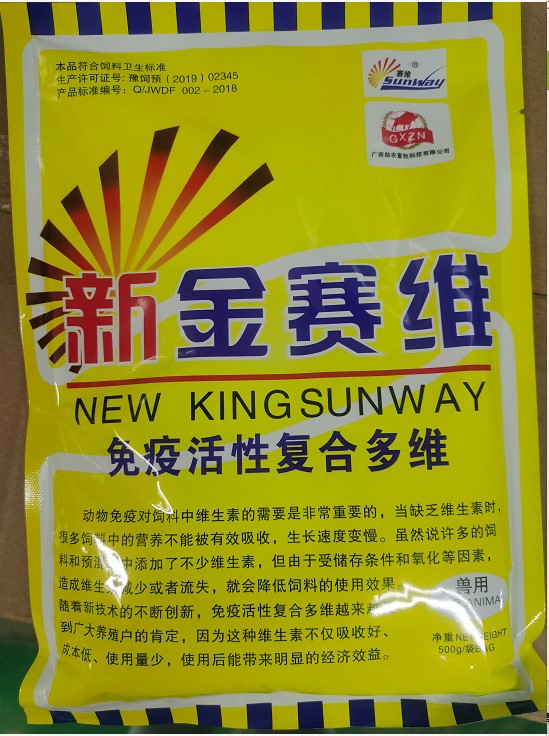 本品符合饲料卫生标准
生产许可证号: 豫饲预 (2019) 02345
产品标准编号: Q/JWDF 002-2018
赛维 ®
Sunway
GXZN
广西助农畜牧科技有限公司
新金赛维
NEW KINGSUNWAY
免疫活性复合多维
动物免疫对饲料中维生素的需要是非常重要的，当缺乏维生素时，
很多饲料中的营养不能被有效吸收，生长速度变慢。虽然说许多的饲
料和预混料中添加了不少维生素，但由于受储存条件和氧化等因素，
造成维生素减少或者流失，就会降低饲料的使用效果。
随着新技术的不断创新，免疫活性复合多维越来
到广大养殖户的肯定，因为这种维生素不仅吸收好、
成本低、使用量少，使用后能带来明显的经济效益。
兽用
ANIMAL
净重 NET WEIGHT
500g/袋BAG